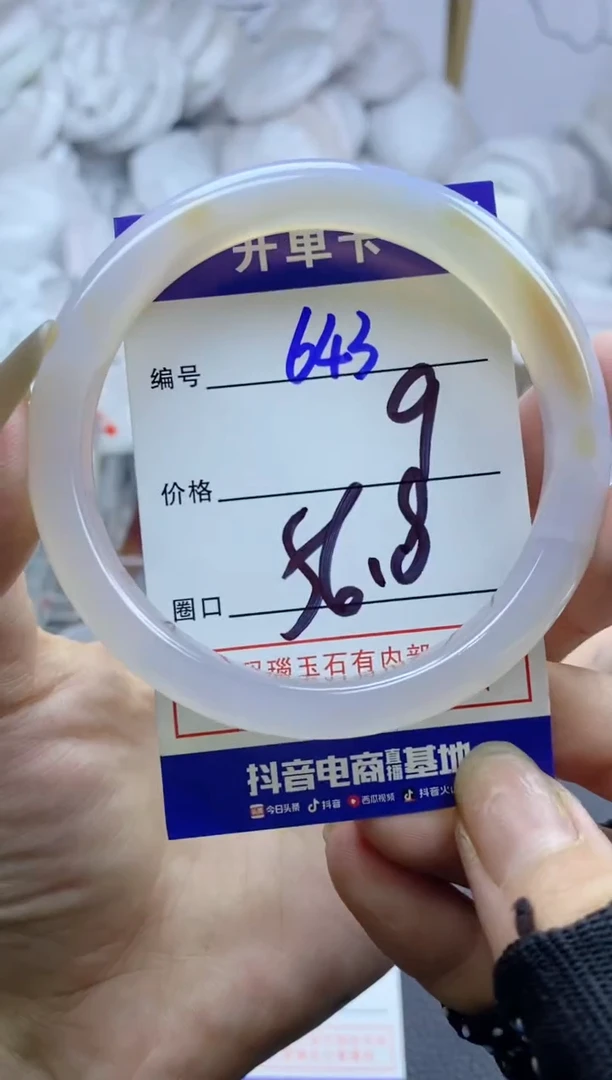 开单卡
编号 643
价格 9
圈口 56.8
瑙玉石有内部
抖音电商直播基地
今日头条 抖音 西瓜视频 抖音火山